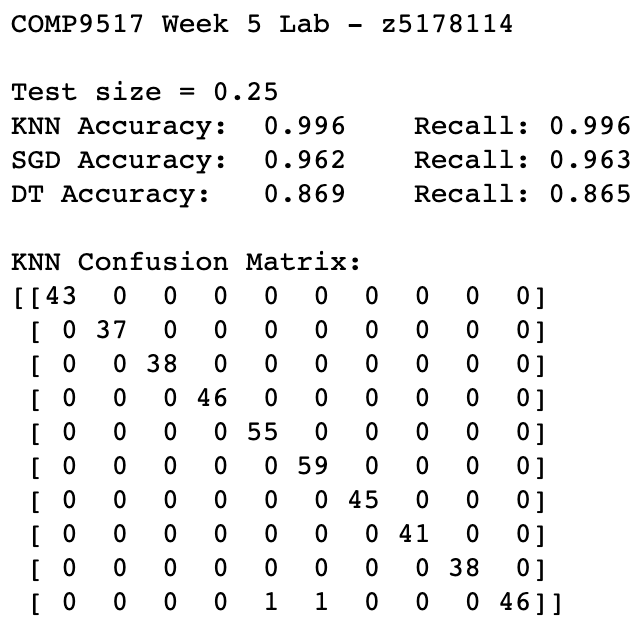 COMP9517 Week 5 Lab - z5178114
Test size = 0.25
KNN Accuracy:  0.996    Recall: 0.996
SGD Accuracy:  0.962    Recall: 0.963
DT Accuracy:   0.869    Recall: 0.865
KNN Confusion Matrix:
[[43  0  0  0  0  0  0  0  0  0]
 [ 0 37  0  0  0  0  0  0  0  0]
 [ 0  0 38  0  0  0  0  0  0  0]
 [ 0  0  0 46  0  0  0  0  0  0]
 [ 0  0  0  0 55  0  0  0  0  0]
 [ 0  0  0  0  0 59  0  0  0  0]
 [ 0  0  0  0  0  0 45  0  0  0]
 [ 0  0  0  0  0  0  0 41  0  0]
 [ 0  0  0  0  0  0  0  0 38  0]
 [ 0  0  0  0  1  1  0  0  0 46]]